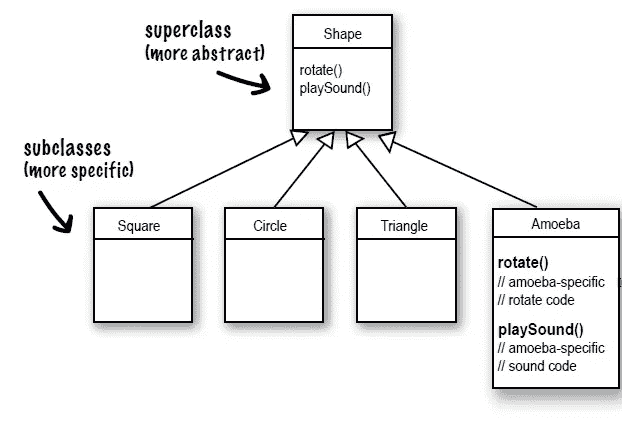 superclass
(more abstract)
Shape
rotate()
playSound()
subclasses
(more specific)
Square
Circle
Triangle
Amoeba
rotate()
// amoeba-specific
// rotate code
playSound()
// amoeba-specific
// sound code